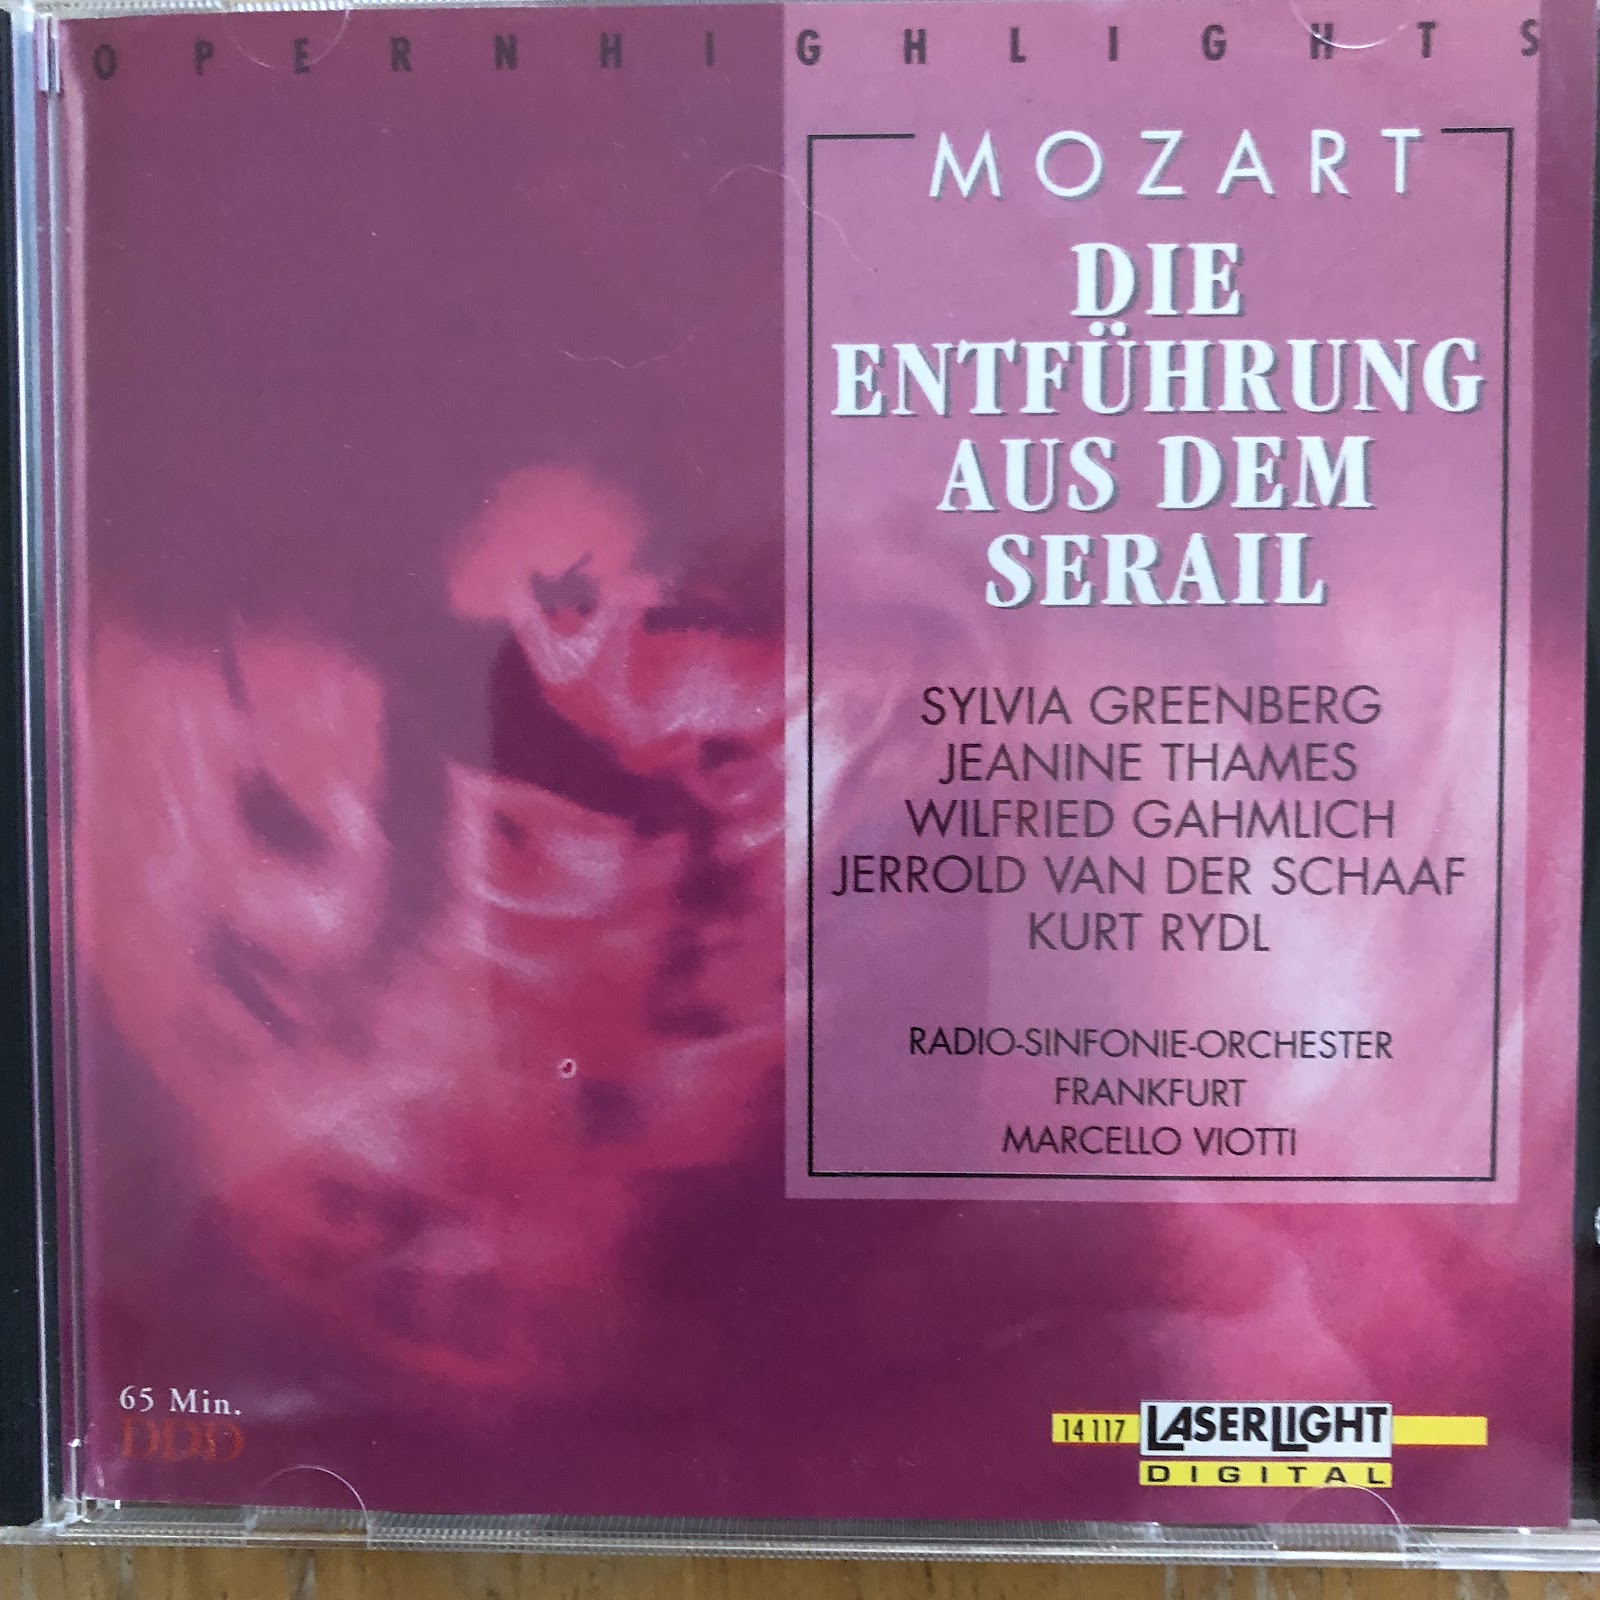 OPERNHIGHLIGHTS
MOZART
DIE
ENTFÜHRUNG
AUS DEM
SERAIL
SYLVIA GREENBERG
JEANINE THAMES
WILFRIED GAHMLICH
JERROLD VAN DER SCHAAF
KURT RYDL
RADIO-SINFONIE-ORCHESTER
FRANKFURT
MARCELLO VIOTTI
65 Min.
DDD
14 117 LASERLIGHT
DIGITAL